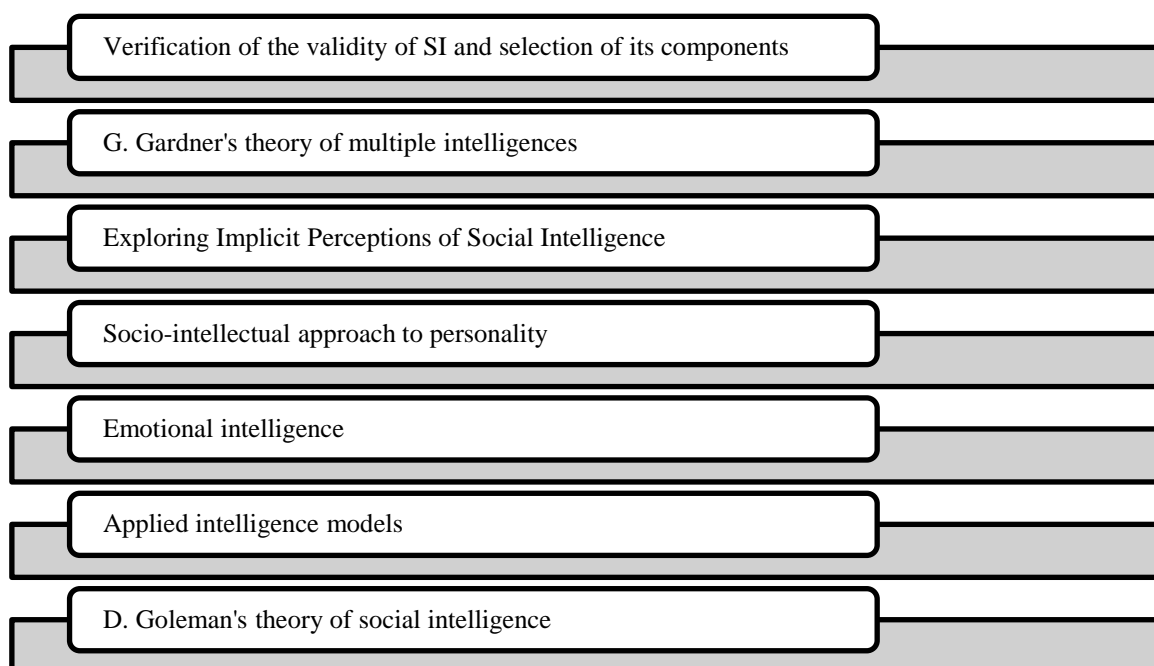 Verification of the validity of SI and selection of its components
G. Gardner's theory of multiple intelligences
Exploring Implicit Perceptions of Social Intelligence
Socio-intellectual approach to personality
Emotional intelligence
Applied intelligence models
D. Goleman's theory of social intelligence